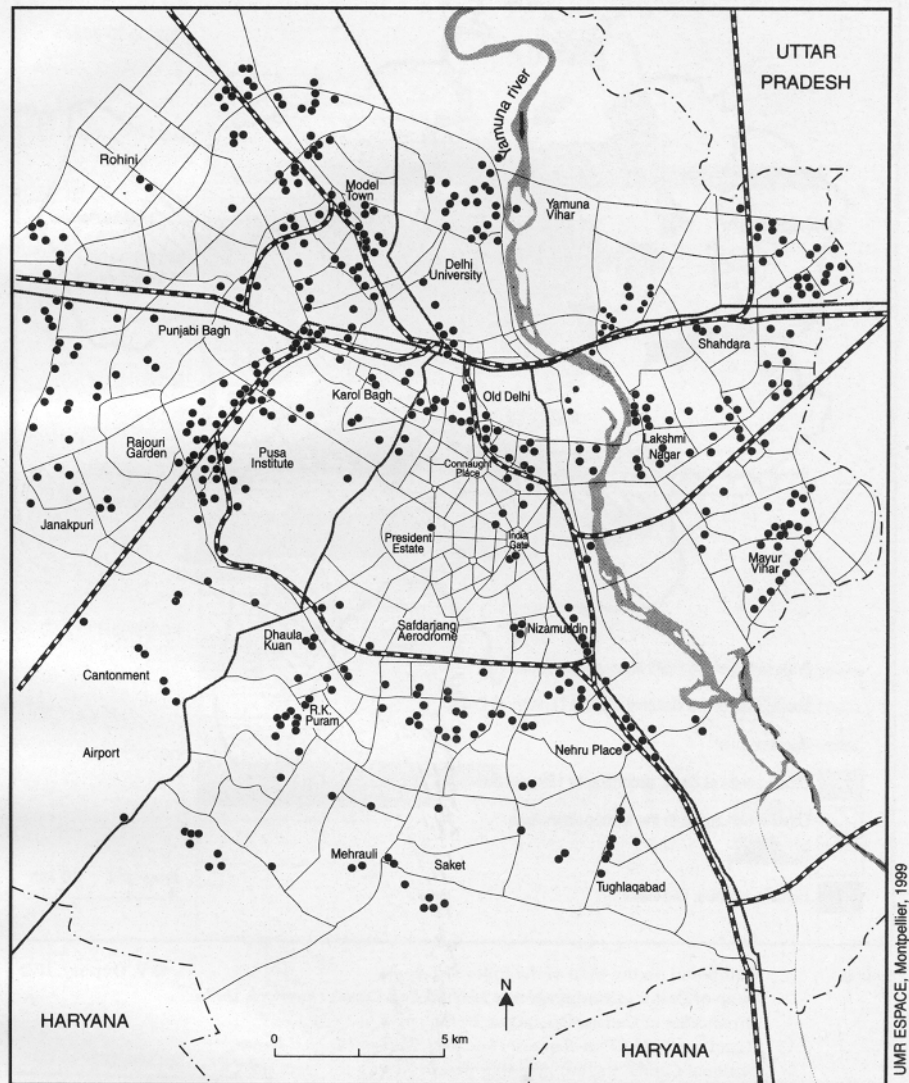 UTTAR
PRADESH
Yamuna river
Rohini
Model
Town
Yamuna
Vihar
Delhi
University
Punjabi Bagh
Shahdara
Karol Bagh
Old Delhi
Rajouri
Garden
Pusa
Institute
Connaught
Place
Lakshmi
Nagar
Janakpuri
President
Estate
India
Gate
Mayur
Vihar
Safdarjang
Aerodrome
Nizamuddin
Dhaula
Kuan
Cantonment
R.K.
Puram
Airport
Nehru Place
Mehrauli
Saket
Tughlaqabad
N
HARYANA
0 5 km
HARYANA
UMR ESPACE, Montpellier, 1999